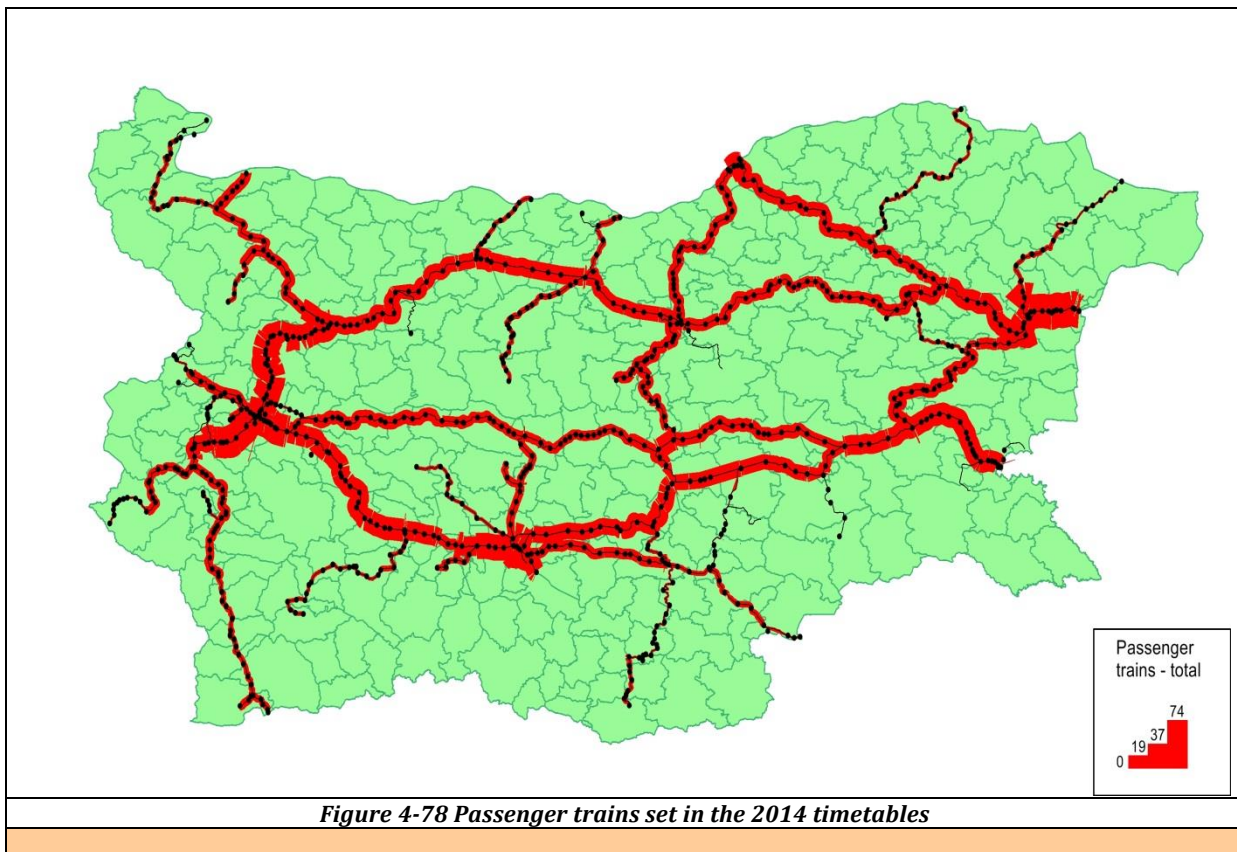 Passenger
trains - total
74
37
19
0
Figure 4-78 Passenger trains set in the 2014 timetables